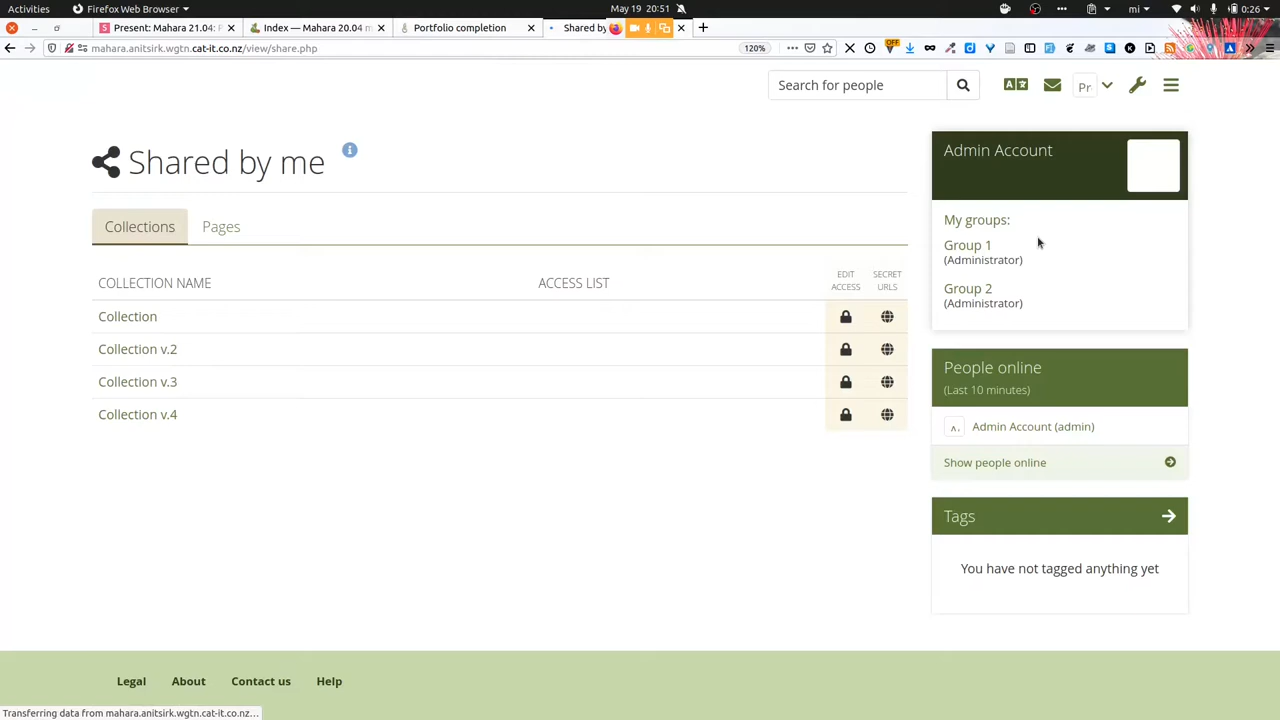 Activities
Firefox Web Browser
May 19 20:51
mi
0:26
Present: Mahara 21.04: F
Index — Mahara 20.04 m
Portfolio completion
Shared by
mahara.anitsirk.wgtn.cat-it.co.nz/view/share.php
120%
OFF
Search for people
Pr
Shared by me
Collections
Pages
COLLECTION NAME
ACCESS LIST
EDIT
ACCESS
SECRET
URLS
Collection
Collection v.2
Collection v.3
Collection v.4
Admin Account
My groups:
Group 1
(Administrator)
Group 2
(Administrator)
People online
(Last 10 minutes)
Admin Account (admin)
Show people online
Tags
You have not tagged anything yet
Legal
About
Contact us
Help
Transferring data from mahara.anitsirk.wgtn.cat-it.co.nz...